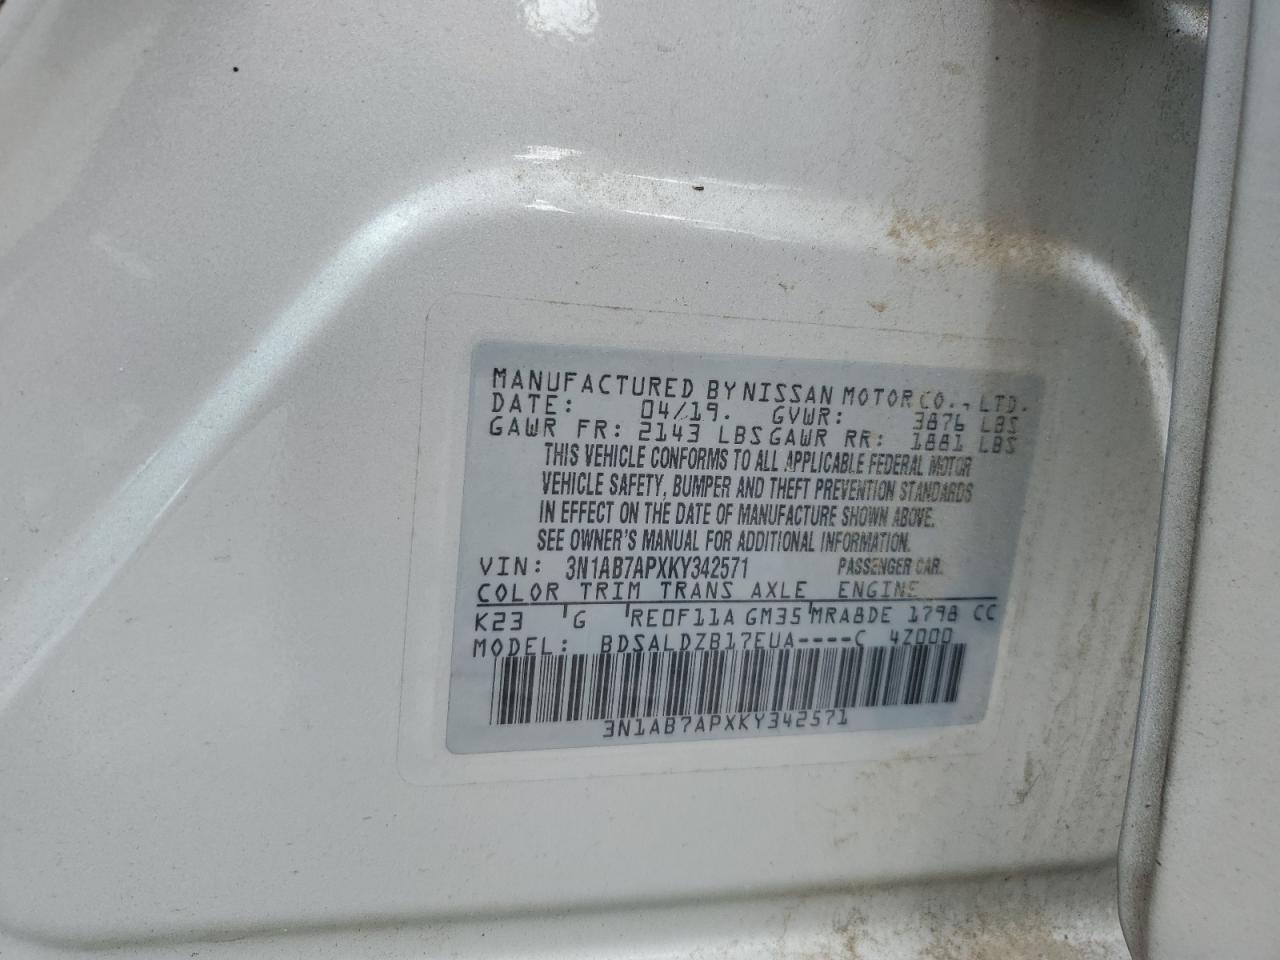 MANUFACTURED BY NISSAN MOTOR CO., LTD.
DATE: 04/19. GVWR: 3876 LBS
GAWR FR: 2143 LBS GAWR RR: 1881 LBS
THIS VEHICLE CONFORMS TO ALL APPLICABLE FEDERAL MOTOR
VEHICLE SAFETY, BUMPER AND THEFT PREVENTION STANDARDS
IN EFFECT ON THE DATE OF MANUFACTURE SHOWN ABOVE.
SEE OWNER'S MANUAL FOR ADDITIONAL INFORMATION.
VIN: 3N1AB7APXKY342571 PASSENGER CAR.
COLOR TRIM TRANS AXLE ENGINE
K23 G RE0F11A GM35 MRA8DE 1798 CC
MODEL: BDSALDZB17EUA----C 4Z000
3N1AB7APXKY342571